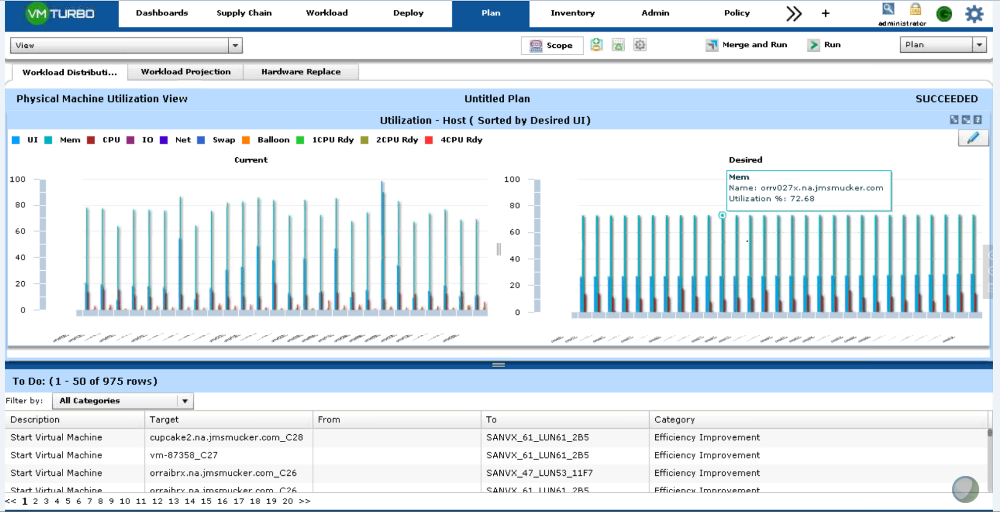 VMTURBO Dashboards Supply Chain Workload Deploy Plan Inventory Admin Policy +
administrator
View Scope Merge and Run Run Plan
Workload Distributi... Workload Projection Hardware Replace
Physical Machine Utilization View Untitled Plan SUCCEEDED
Utilization - Host ( Sorted by Desired UI)
UI Mem CPU IO Net Swap Balloon 1CPU Rdy 2CPU Rdy 4CPU Rdy
Current Desired
100 100
Mem
Name: orrv027x.na.jmsmucker.com
Utilization %: 72.68
80 80
60 60
40 40
20 20
0 0
To Do: (1 - 50 of 975 rows)
Filter by: All Categories
Description Target From To Category
Start Virtual Machine cupcake2.na.jmsmucker.com_C28 SANVX_61_LUN61_2B5 Efficiency Improvement
Start Virtual Machine vm-87358_C27 SANVX_61_LUN61_2B5 Efficiency Improvement
Start Virtual Machine orraibrx.na.jmsmucker.com_C26 SANVX_47_LUN53_11F7 Efficiency Improvement
Start Virtual Machine orraibrx.na.jmsmucker.com_C26 SANVX_61_LUN61_2B5 Efficiency Improvement
<< 1 2 3 4 5 6 7 8 9 10 11 12 13 14 15 16 17 18 19 20 >>